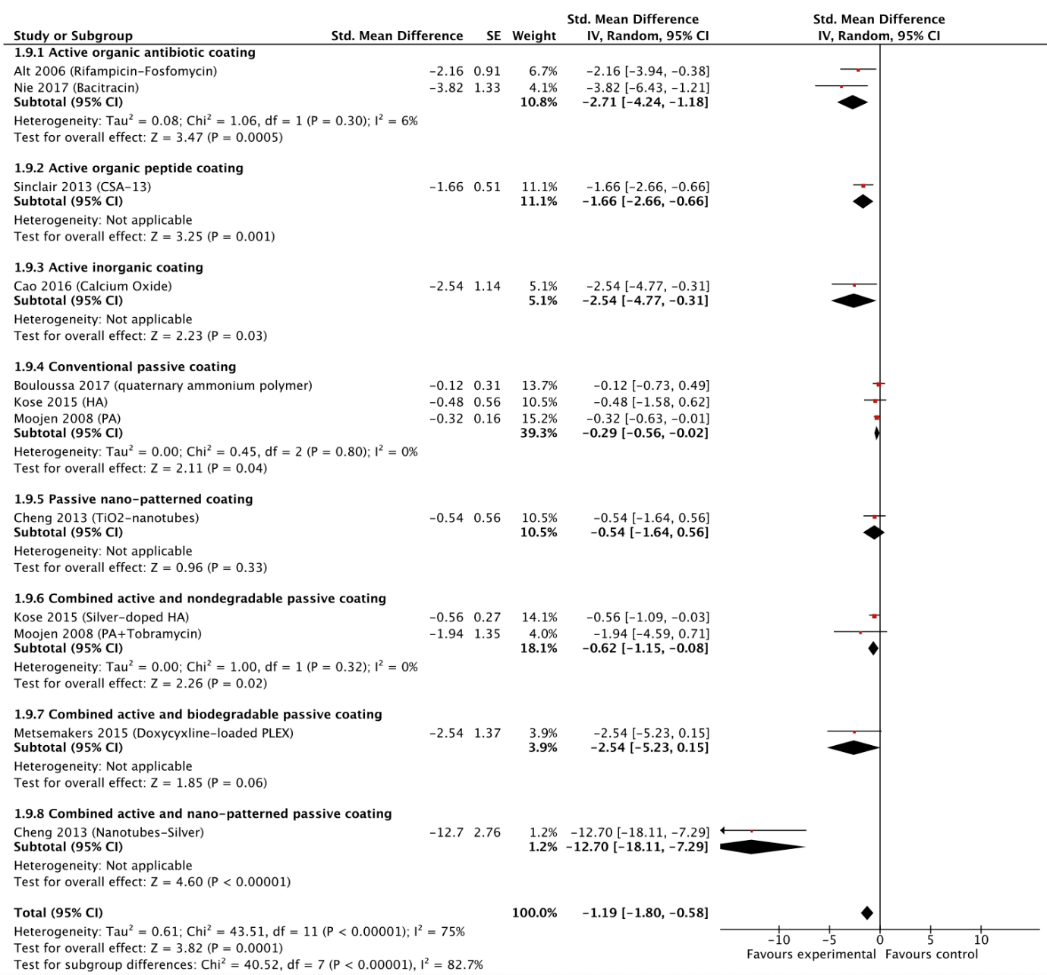 Std. Mean Difference Std. Mean Difference
Study or Subgroup Std. Mean Difference SE Weight IV, Random, 95% CI IV, Random, 95% CI
1.9.1 Active organic antibiotic coating
Alt 2006 (Rifampicin-Fosfomycin) −2.16 0.91 6.7% −2.16 [−3.94, −0.38]
Nie 2017 (Bacitracin) −3.82 1.33 4.1% −3.82 [−6.43, −1.21]
Subtotal (95% CI) 10.8% −2.71 [−4.24, −1.18]
Heterogeneity: Tau² = 0.08; Chi² = 1.06, df = 1 (P = 0.30); I² = 6%
Test for overall effect: Z = 3.47 (P = 0.0005)
1.9.2 Active organic peptide coating
Sinclair 2013 (CSA-13) −1.66 0.51 11.1% −1.66 [−2.66, −0.66]
Subtotal (95% CI) 11.1% −1.66 [−2.66, −0.66]
Heterogeneity: Not applicable
Test for overall effect: Z = 3.25 (P = 0.001)
1.9.3 Active inorganic coating
Cao 2016 (Calcium Oxide) −2.54 1.14 5.1% −2.54 [−4.77, −0.31]
Subtotal (95% CI) 5.1% −2.54 [−4.77, −0.31]
Heterogeneity: Not applicable
Test for overall effect: Z = 2.23 (P = 0.03)
1.9.4 Conventional passive coating
Bouloussa 2017 (quaternary ammonium polymer) −0.12 0.31 13.7% −0.12 [−0.73, 0.49]
Kose 2015 (HA) −0.48 0.56 10.5% −0.48 [−1.58, 0.62]
Moojen 2008 (PA) −0.32 0.16 15.2% −0.32 [−0.63, −0.01]
Subtotal (95% CI) 39.3% −0.29 [−0.56, −0.02]
Heterogeneity: Tau² = 0.00; Chi² = 0.45, df = 2 (P = 0.80); I² = 0%
Test for overall effect: Z = 2.11 (P = 0.04)
1.9.5 Passive nano-patterned coating
Cheng 2013 (TiO2-nanotubes) −0.54 0.56 10.5% −0.54 [−1.64, 0.56]
Subtotal (95% CI) 10.5% −0.54 [−1.64, 0.56]
Heterogeneity: Not applicable
Test for overall effect: Z = 0.96 (P = 0.33)
1.9.6 Combined active and nondegradable passive coating
Kose 2015 (Silver-doped HA) −0.56 0.27 14.1% −0.56 [−1.09, −0.03]
Moojen 2008 (PA+Tobramycin) −1.94 1.35 4.0% −1.94 [−4.59, 0.71]
Subtotal (95% CI) 18.1% −0.62 [−1.15, −0.08]
Heterogeneity: Tau² = 0.00; Chi² = 1.00, df = 1 (P = 0.32); I² = 0%
Test for overall effect: Z = 2.26 (P = 0.02)
1.9.7 Combined active and biodegradable passive coating
Metsemakers 2015 (Doxycyxline-loaded PLEX) −2.54 1.37 3.9% −2.54 [−5.23, 0.15]
Subtotal (95% CI) 3.9% −2.54 [−5.23, 0.15]
Heterogeneity: Not applicable
Test for overall effect: Z = 1.85 (P = 0.06)
1.9.8 Combined active and nano-patterned passive coating
Cheng 2013 (Nanotubes-Silver) −12.7 2.76 1.2% −12.70 [−18.11, −7.29]
Subtotal (95% CI) 1.2% −12.70 [−18.11, −7.29]
Heterogeneity: Not applicable
Test for overall effect: Z = 4.60 (P < 0.00001)
Total (95% CI) 100.0% −1.19 [−1.80, −0.58]
Heterogeneity: Tau² = 0.61; Chi² = 43.51, df = 11 (P < 0.00001); I² = 75%
Test for overall effect: Z = 3.82 (P = 0.0001)
Test for subgroup differences: Chi² = 40.52, df = 7 (P < 0.00001), I² = 82.7%
−10 −5 0 5 10
Favours experimental Favours control